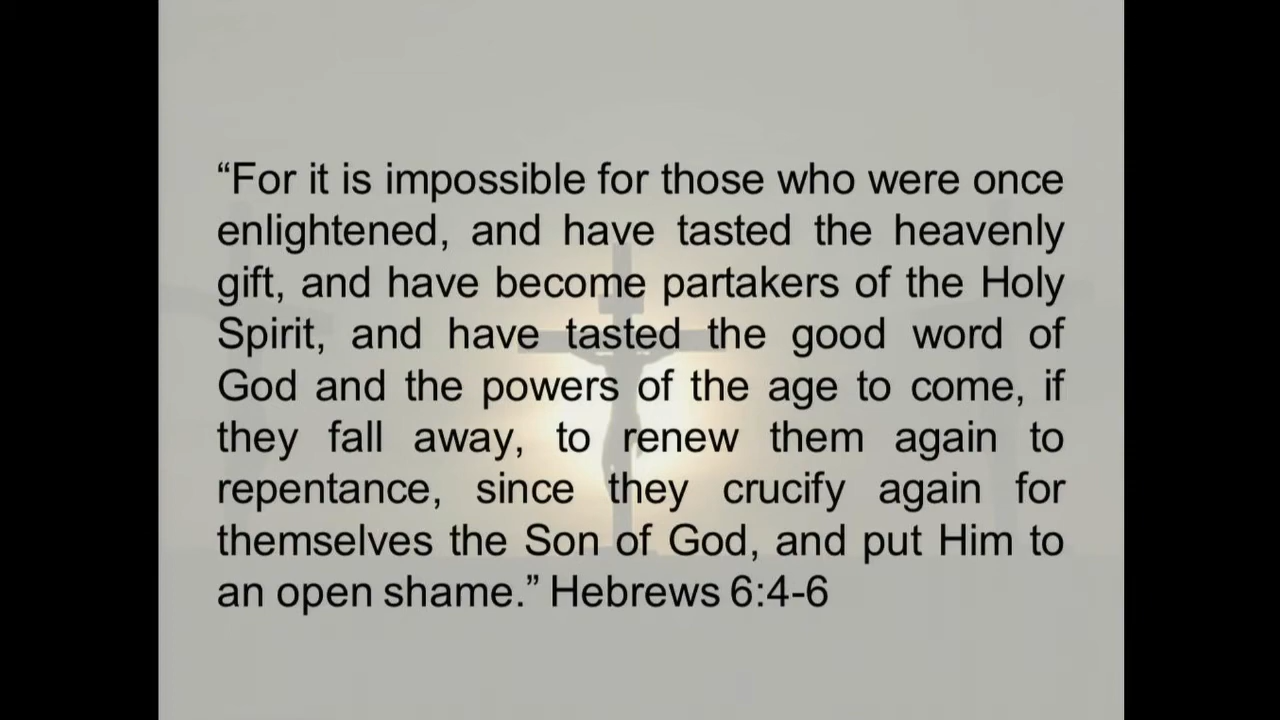 “For it is impossible for those who were once
enlightened, and have tasted the heavenly
gift, and have become partakers of the Holy
Spirit, and have tasted the good word of
God and the powers of the age to come, if
they fall away, to renew them again to
repentance, since they crucify again for
themselves the Son of God, and put Him to
an open shame.” Hebrews 6:4-6